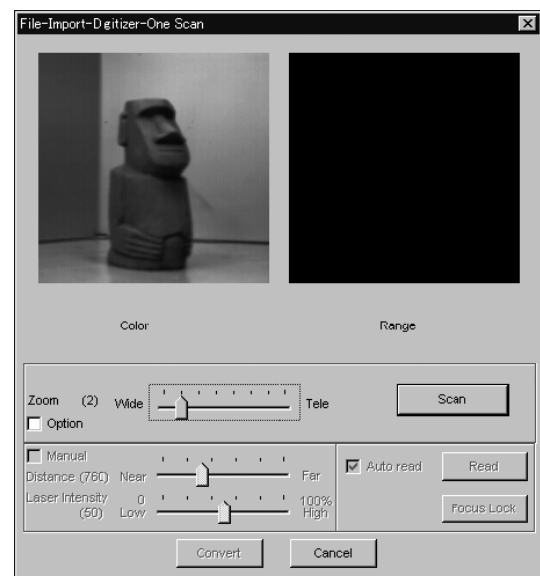 File-Import-Digitizer-One Scan
Color Range
Zoom (2) Wide Tele Scan
Option
Manual
Distance (760) Near Far Auto read Read
Laser Intensity 0 100%
(50) Low High Focus Lock
Convert Cancel